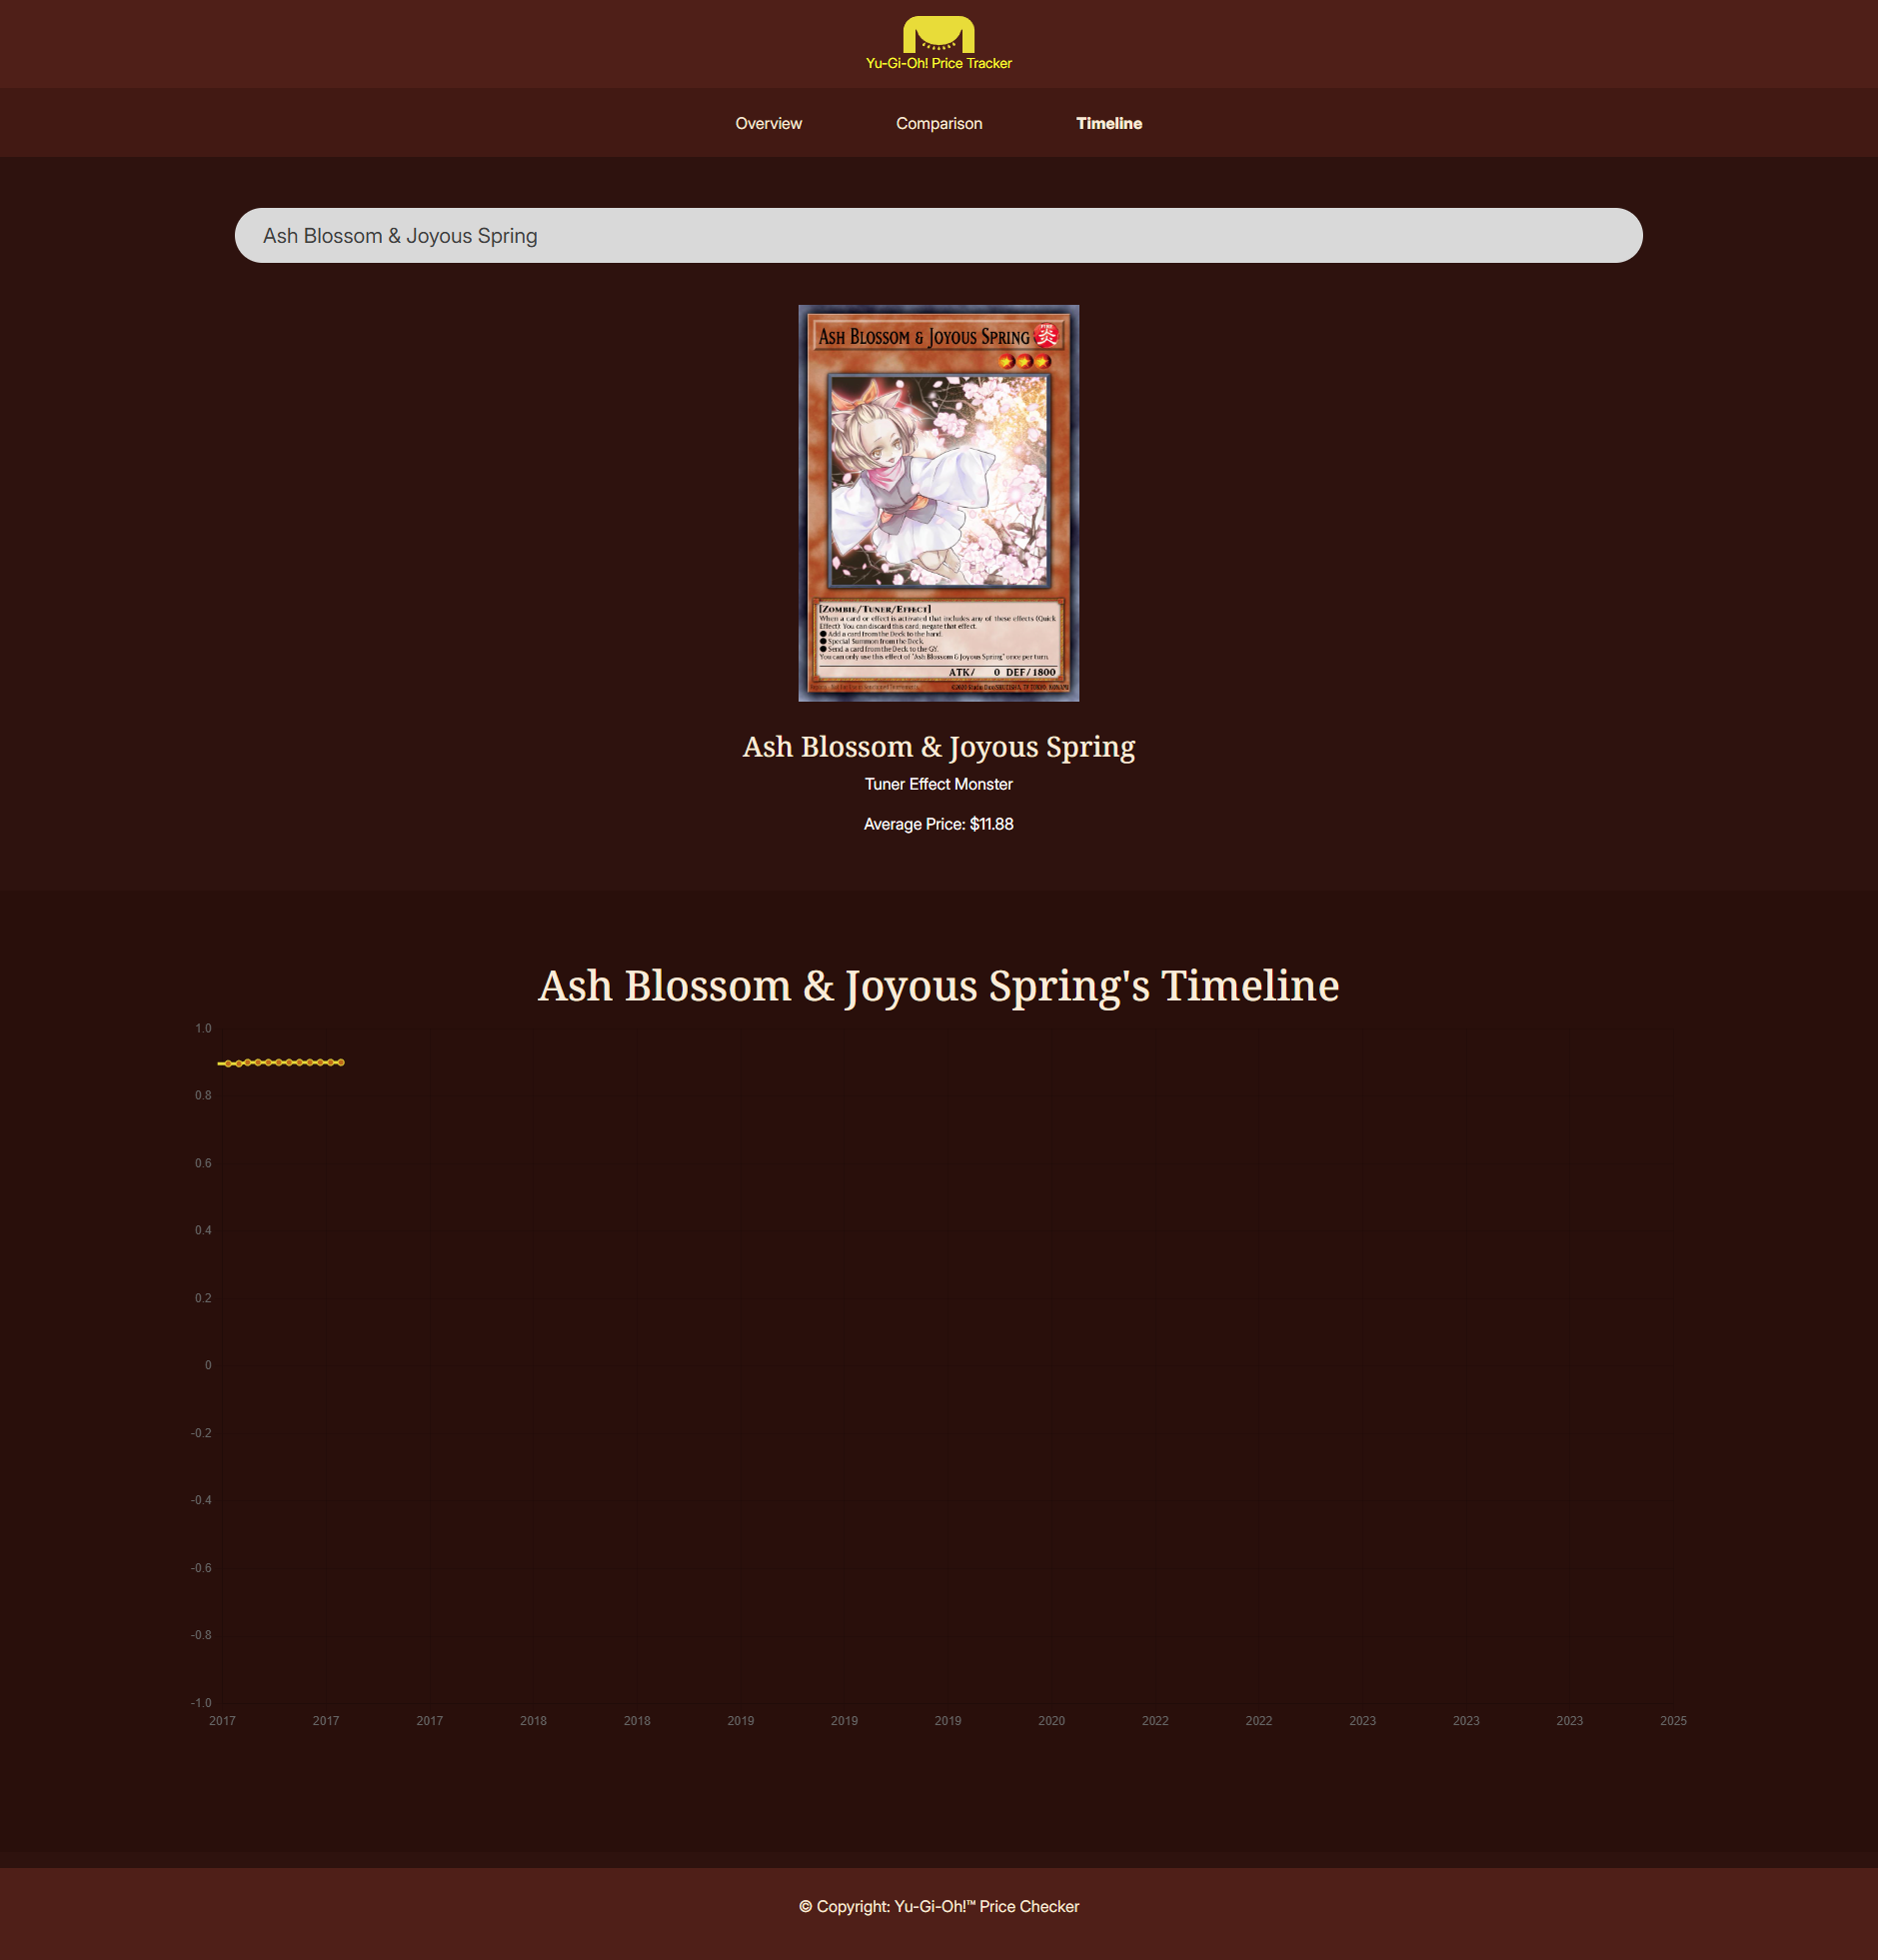 Yu-Gi-Oh! Price Tracker
Overview Comparison Timeline
Ash Blossom & Joyous Spring
ASH BLOSSOM & JOYOUS SPRING 炎
[ZOMBIE/TUNER/EFFECT]
When a card or effect is activated that includes any of these effects (Quick
Effect): You can discard this card; negate that effect.
● Add a card from the Deck to the hand.
● Special Summon from the Deck.
● Send a card from the Deck to the GY.
You can only use this effect of "Ash Blossom & Joyous Spring" once per turn.
ATK/ 0 DEF/1800
Ash Blossom & Joyous Spring
Tuner Effect Monster
Average Price: $11.88
Ash Blossom & Joyous Spring's Timeline
1.0
0.8
0.6
0.4
0.2
0
-0.2
-0.4
-0.6
-0.8
-1.0
2017 2017 2017 2018 2018 2019 2019 2019 2020 2022 2022 2023 2023 2023 2025
© Copyright: Yu-Gi-Oh!™ Price Checker